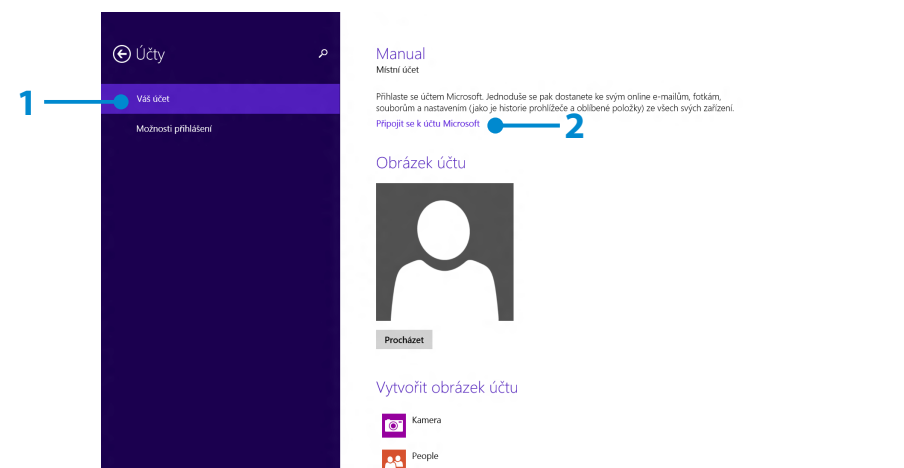 Účty
1
Váš účet
Možnosti přihlášení
Manual
Místní účet
Přihlaste se účtem Microsoft. Jednoduše se pak dostanete ke svým online e-mailům, fotkám,
souborům a nastavením (jako je historie prohlížeče a oblíbené položky) ze všech svých zařízení.
Připojit se k účtu Microsoft
2
Obrázek účtu
Procházet
Vytvořit obrázek účtu
Kamera
People